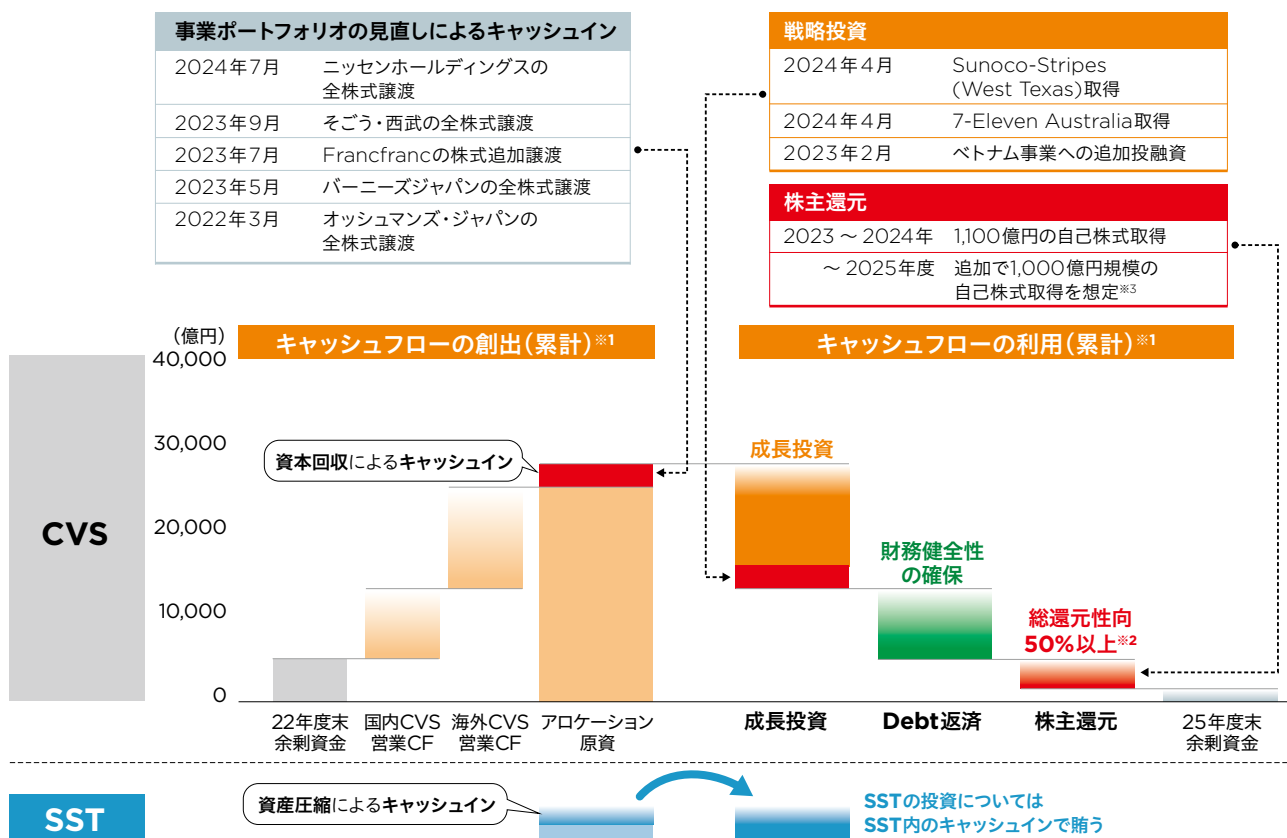 事業ポートフォリオの見直しによるキャッシュイン
2024年7月 ニッセンホールディングスの
全株式譲渡
2023年9月 そごう・西武の全株式譲渡
2023年7月 Francfrancの株式追加譲渡
2023年5月 バーニーズジャパンの全株式譲渡
2022年3月 オッシュマンズ・ジャパンの
全株式譲渡
戦略投資
2024年4月 Sunoco-Stripes
(West Texas)取得
2024年4月 7-Eleven Australia取得
2023年2月 ベトナム事業への追加投融資
株主還元
2023 ～ 2024年 1,100億円の自己株式取得
～ 2025年度 追加で1,000億円規模の
自己株式取得を想定※3
（億円）
キャッシュフローの創出（累計）※1
キャッシュフローの利用（累計）※1
CVS
40,000
30,000
20,000
10,000
0
資本回収によるキャッシュイン
成長投資
財務健全性
の確保
総還元性向
50%以上※2
22年度末
余剰資金
国内CVS
営業CF
海外CVS
営業CF
アロケーション
原資
成長投資
Debt返済
株主還元
25年度末
余剰資金
SST
資産圧縮によるキャッシュイン
SSTの投資については
SST内のキャッシュインで賄う